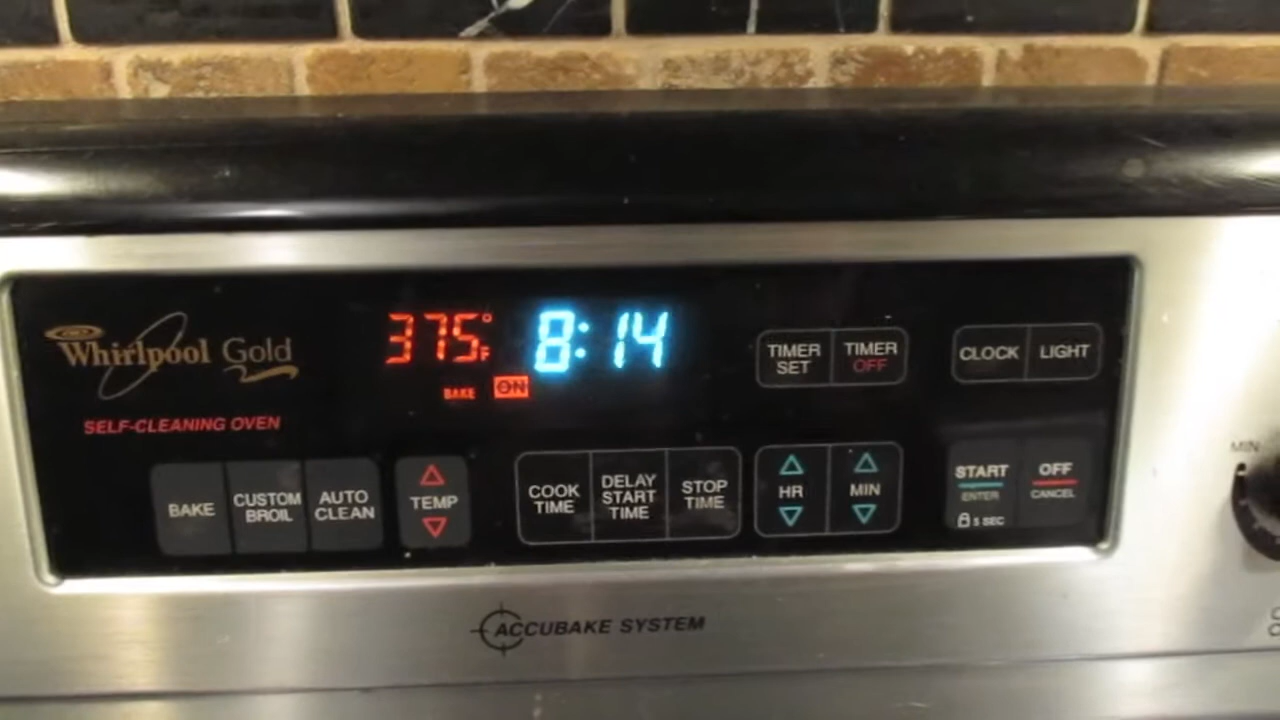 Whirlpool Gold
SELF-CLEANING OVEN
375°F
BAKE ON
8:14
TIMER
SET
TIMER
OFF
CLOCK
LIGHT
BAKE
CUSTOM
BROIL
AUTO
CLEAN
TEMP
COOK
TIME
DELAY
START
TIME
STOP
TIME
HR
MIN
START
ENTER
5 SEC
OFF
CANCEL
MIN
ACCUBAKE SYSTEM